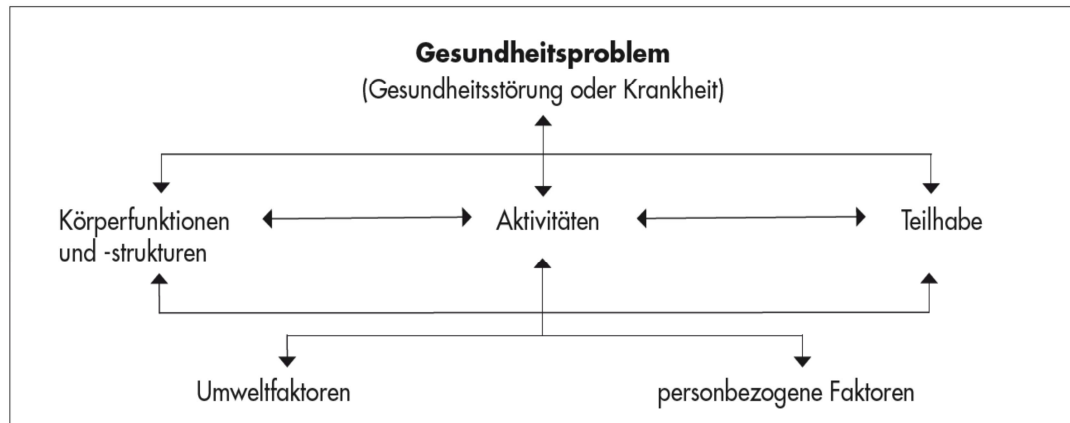 Gesundheitsproblem
(Gesundheitsstörung oder Krankheit)
Körperfunktionen
und -strukturen
Aktivitäten
Teilhabe
Umweltfaktoren
personbezogene Faktoren